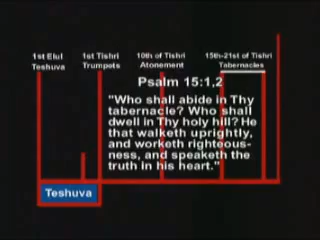 1st Elul
Teshuva
1st Tishri
Trumpets
10th of Tishri
Atonement
15th-21st of Tishri
Tabernacles
Psalm 15:1,2
"Who shall abide in Thy
tabernacle? Who shall
dwell in Thy holy hill? He
that walketh uprightly,
and worketh righteous-
ness, and speaketh the
truth in his heart."
Teshuva